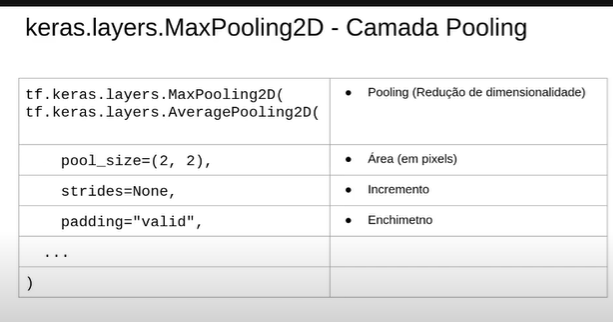 keras.layers.MaxPooling2D - Camada Pooling
tf.keras.layers.MaxPooling2D(
tf.keras.layers.AveragePooling2D(
● Pooling (Redução de dimensionalidade)
pool_size=(2, 2),
● Área (em pixels)
strides=None,
● Incremento
padding="valid",
● Enchimetno
...
)